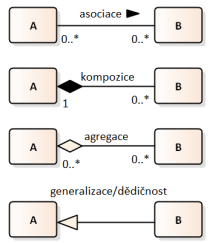 asociace
A B
0..* 0..*
kompozice
A B
1 0..*
agregace
A B
0..* 0..*
generalizace/dědičnost
A B